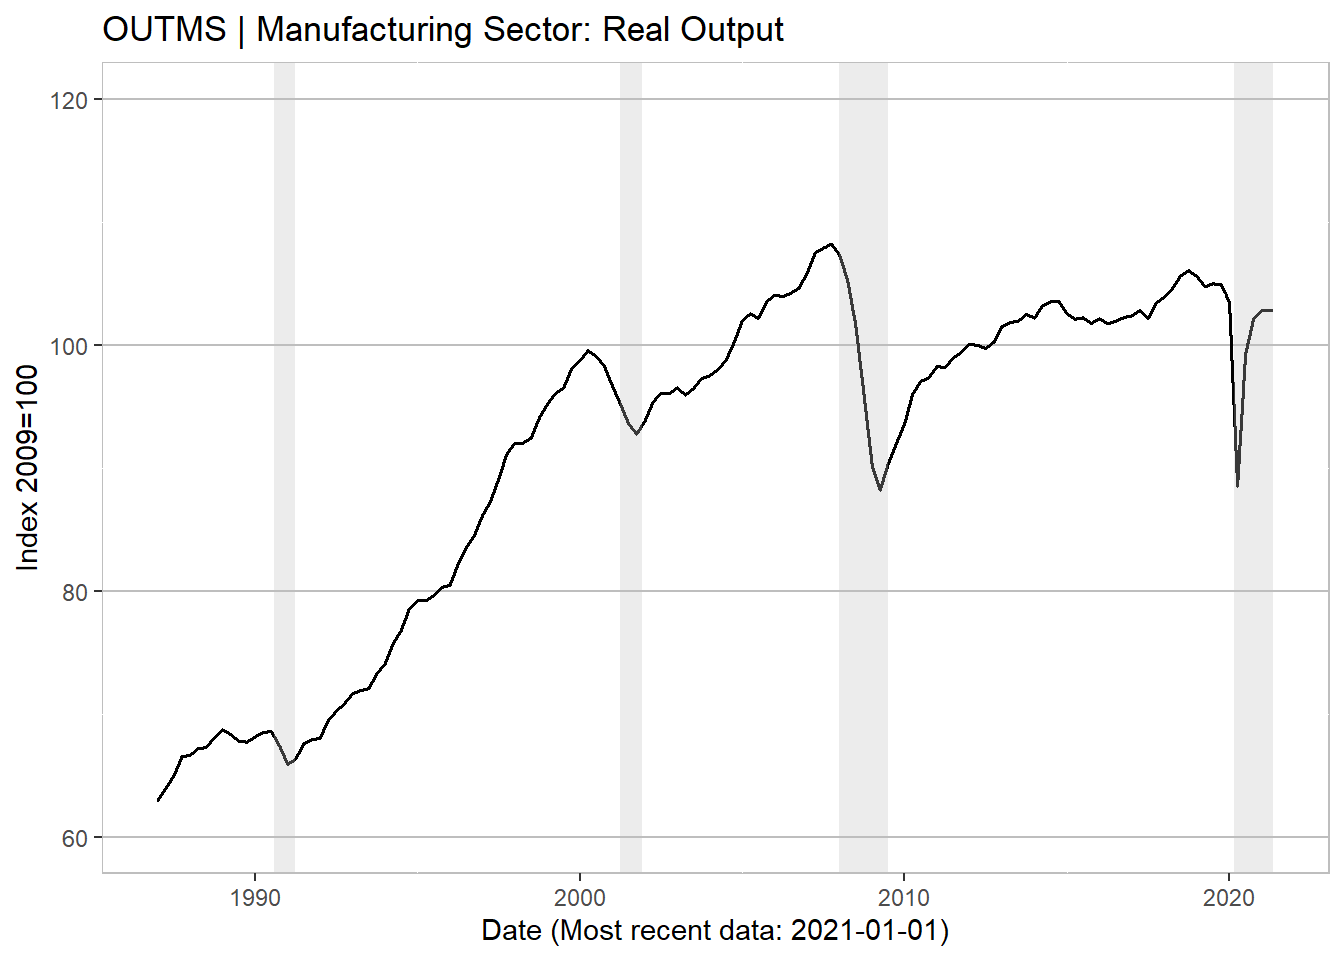 OUTMS | Manufacturing Sector: Real Output
120
100
80
60
Index 2009=100
1990 2000 2010 2020
Date (Most recent data: 2021-01-01)